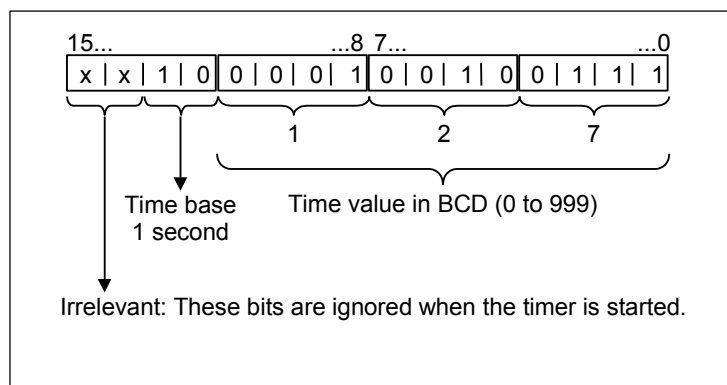 15... ...8 7... ...0
x | x | 1 | 0 0 | 0 | 0 | 1 0 | 0 | 1 | 0 0 | 1 | 1 | 1
1 2 7
Time base Time value in BCD (0 to 999)
1 second
Irrelevant: These bits are ignored when the timer is started.